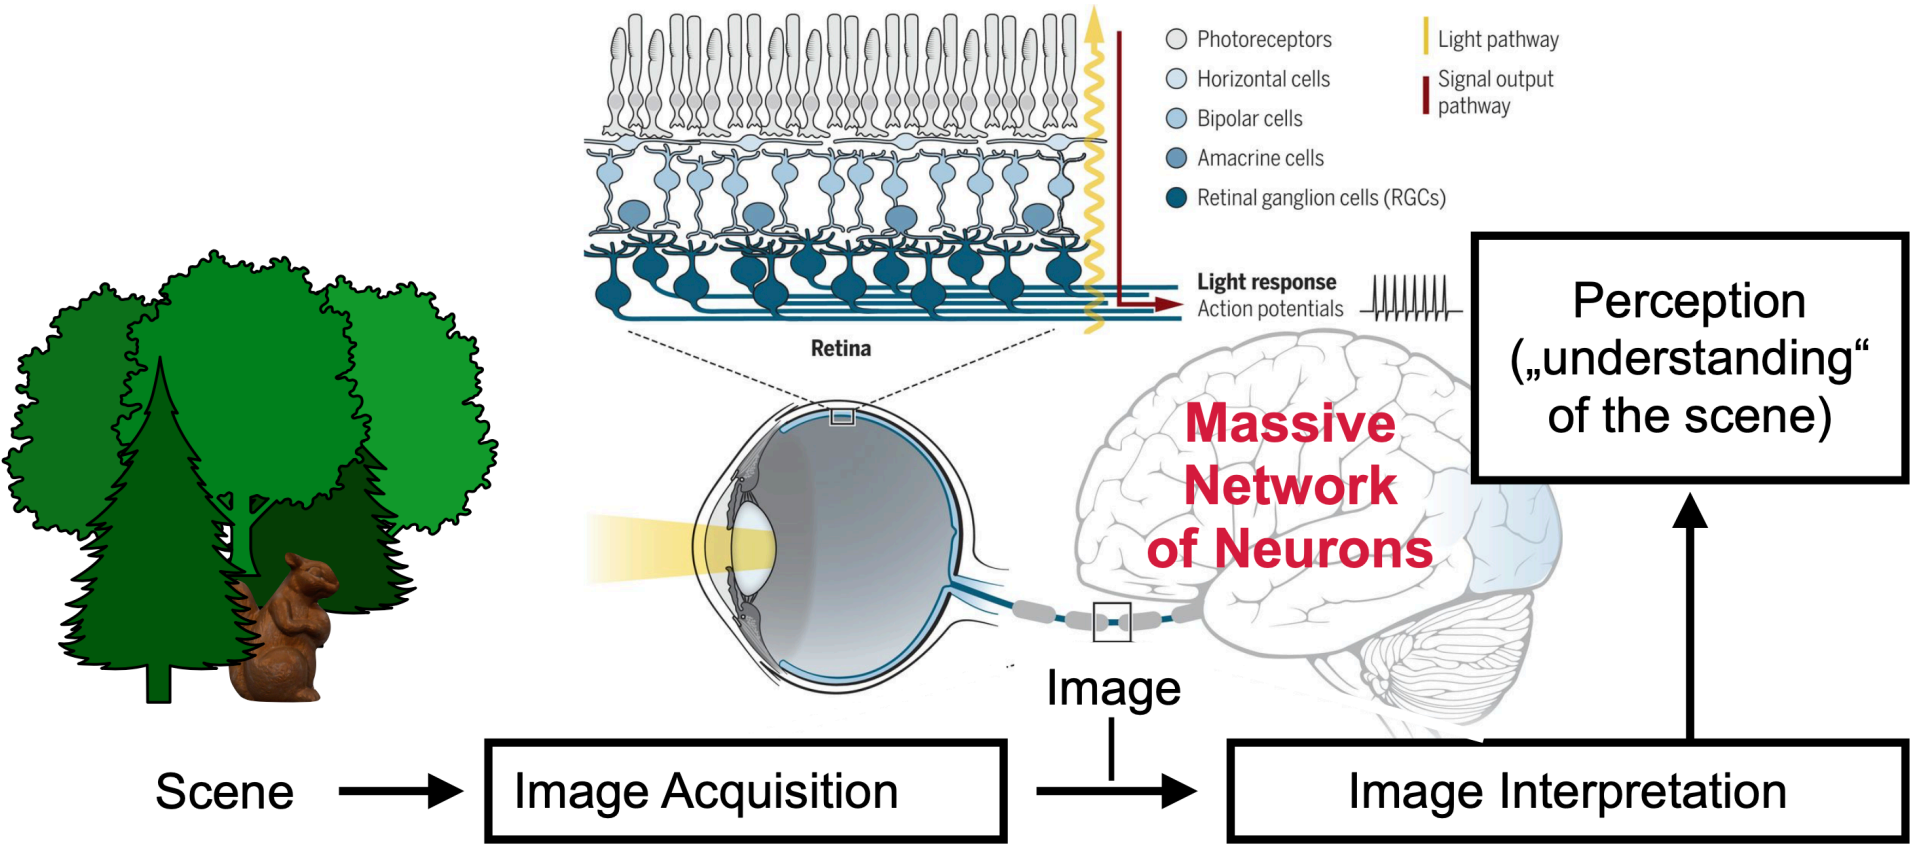 Photoreceptors
Horizontal cells
Bipolar cells
Amacrine cells
Retinal ganglion cells (RGCs)
Light pathway
Signal output
pathway
Light response
Action potentials
Retina
Massive
Network
of Neurons
Perception
(„understanding“
of the scene)
Image
Scene
Image Acquisition
Image Interpretation